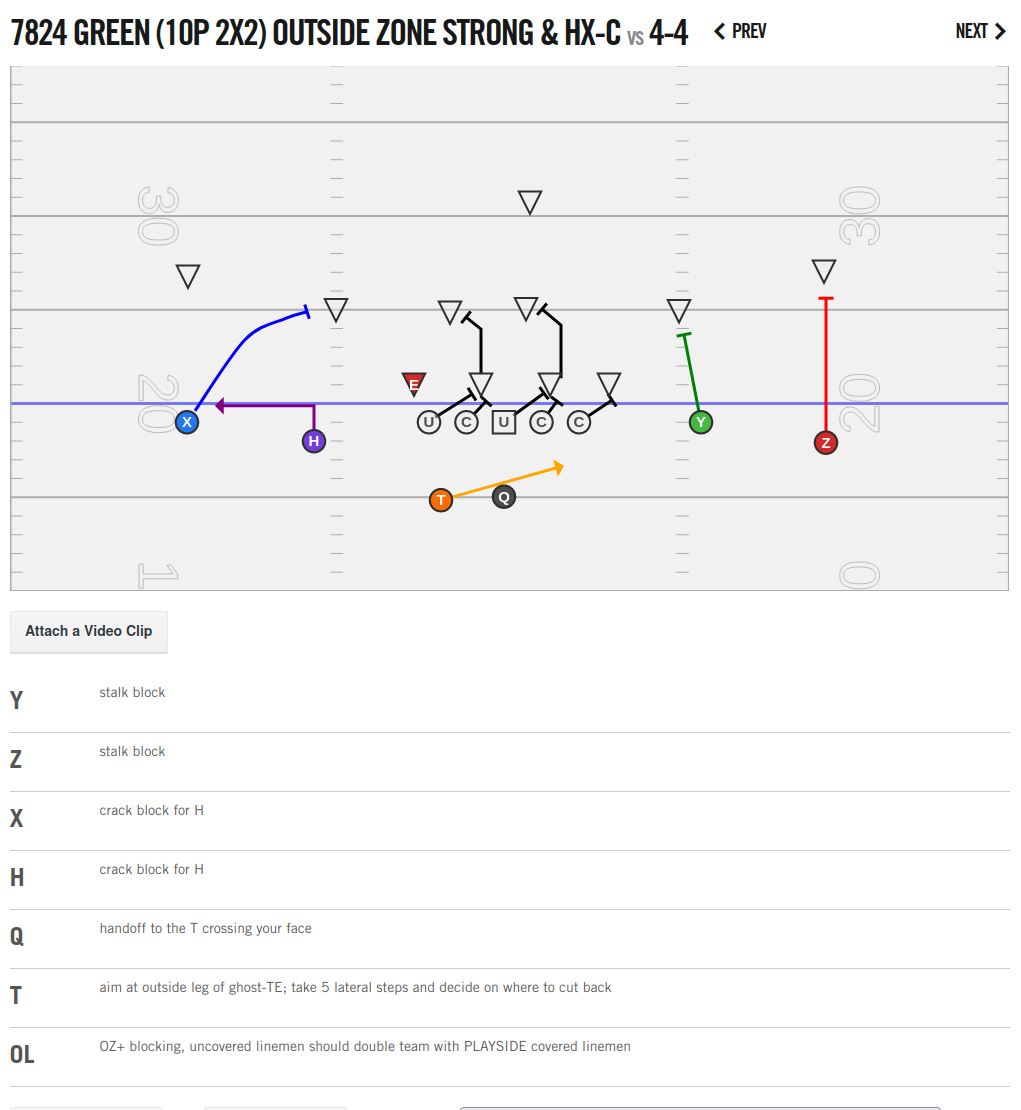 7824 GREEN (10P 2X2) OUTSIDE ZONE STRONG & HX-C VS 4-4
PREV
NEXT
30
30
E
20
20
X
H
U
C
U
C
C
Y
Z
T
Q
1
0
Attach a Video Clip
Y stalk block
Z stalk block
X crack block for H
H crack block for H
Q handoff to the T crossing your face
T aim at outside leg of ghost-TE; take 5 lateral steps and decide on where to cut back
OL OZ+ blocking, uncovered linemen should double team with PLAYSIDE covered linemen